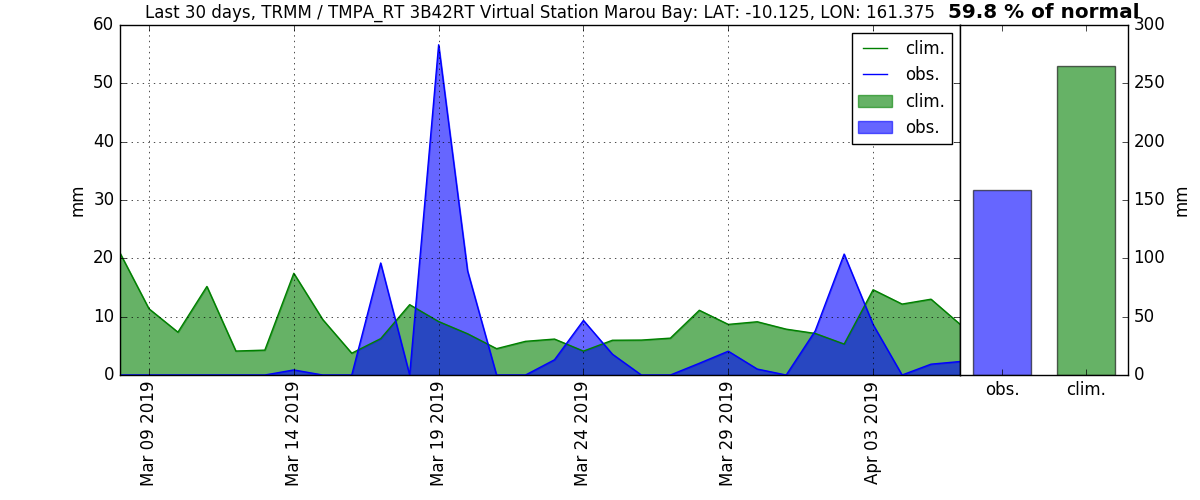 Last 30 days, TRMM / TMPA_RT 3B42RT Virtual Station Marou Bay: LAT: -10.125, LON: 161.375
59.8 % of normal
60
50
40
30
20
10
0
mm
clim.
obs.
clim.
obs.
Mar 09 2019
Mar 14 2019
Mar 19 2019
Mar 24 2019
Mar 29 2019
Apr 03 2019
300
250
200
150
100
50
0
mm
obs.
clim.